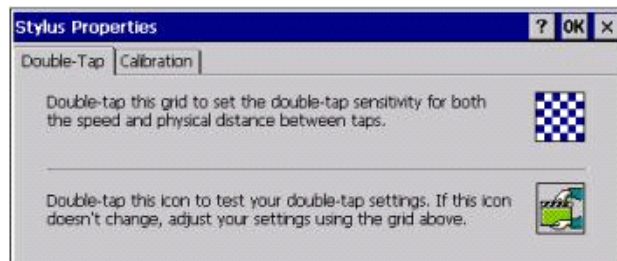 Stylus Properties ? OK ×
Double-Tap Calibration
Double-tap this grid to set the double-tap sensitivity for both
the speed and physical distance between taps.
Double-tap this icon to test your double-tap settings. If this icon
doesn't change, adjust your settings using the grid above.